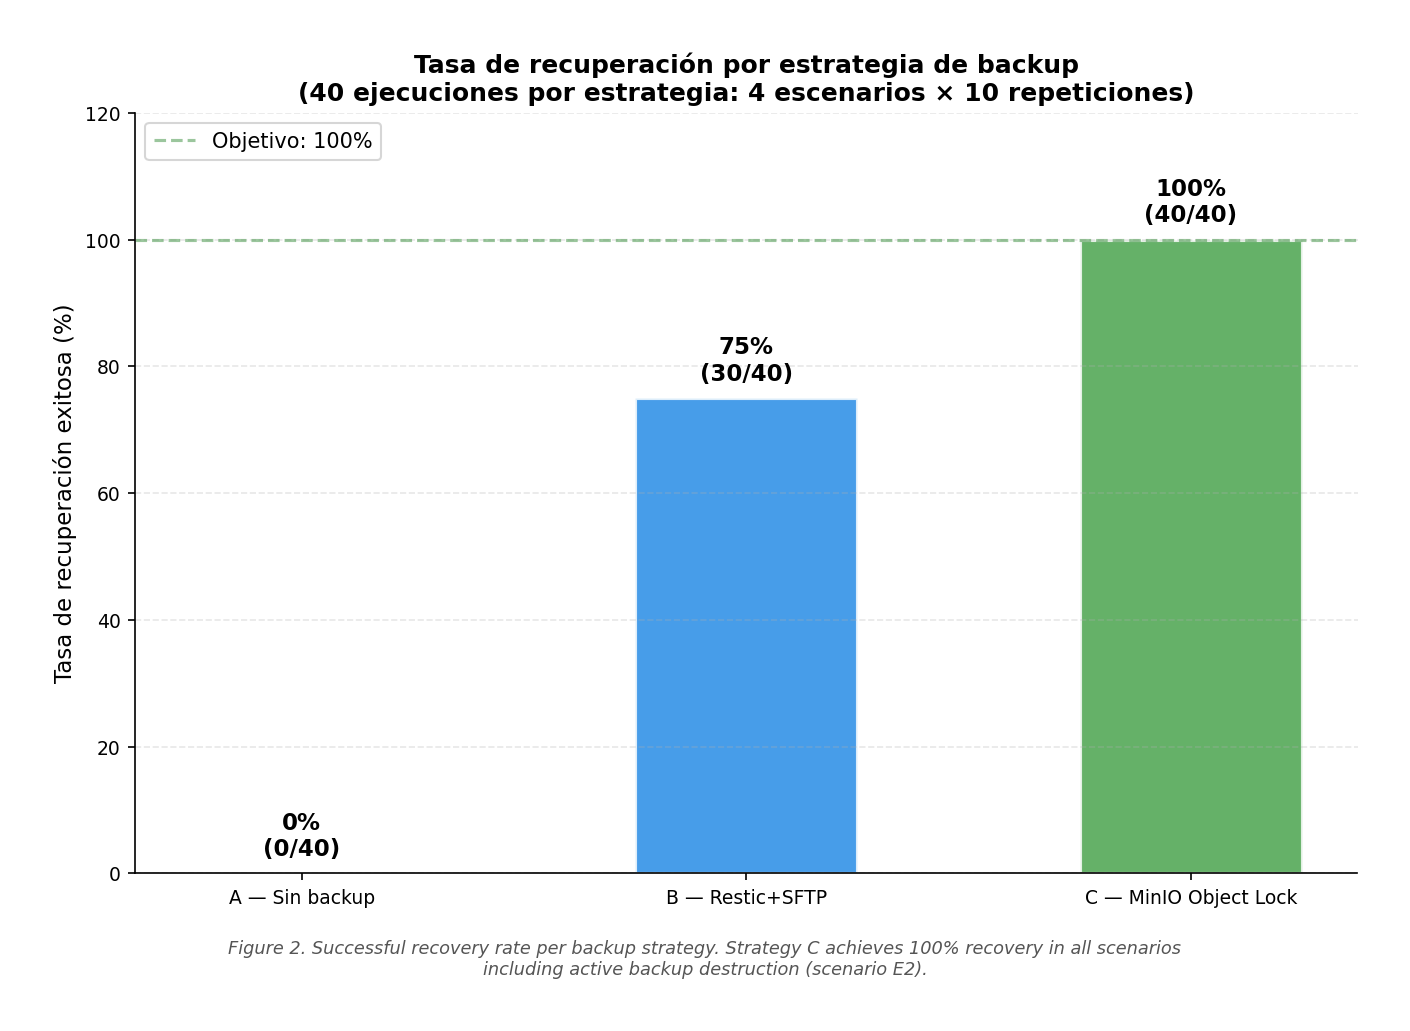 Tasa de recuperación por estrategia de backup
(40 ejecuciones por estrategia: 4 escenarios × 10 repeticiones)
Objetivo: 100%
Tasa de recuperación exitosa (%)
120
100
80
60
40
20
0
0%
(0/40)
75%
(30/40)
100%
(40/40)
A — Sin backup
B — Restic+SFTP
C — MinIO Object Lock
Figure 2. Successful recovery rate per backup strategy. Strategy C achieves 100% recovery in all scenarios
including active backup destruction (scenario E2).